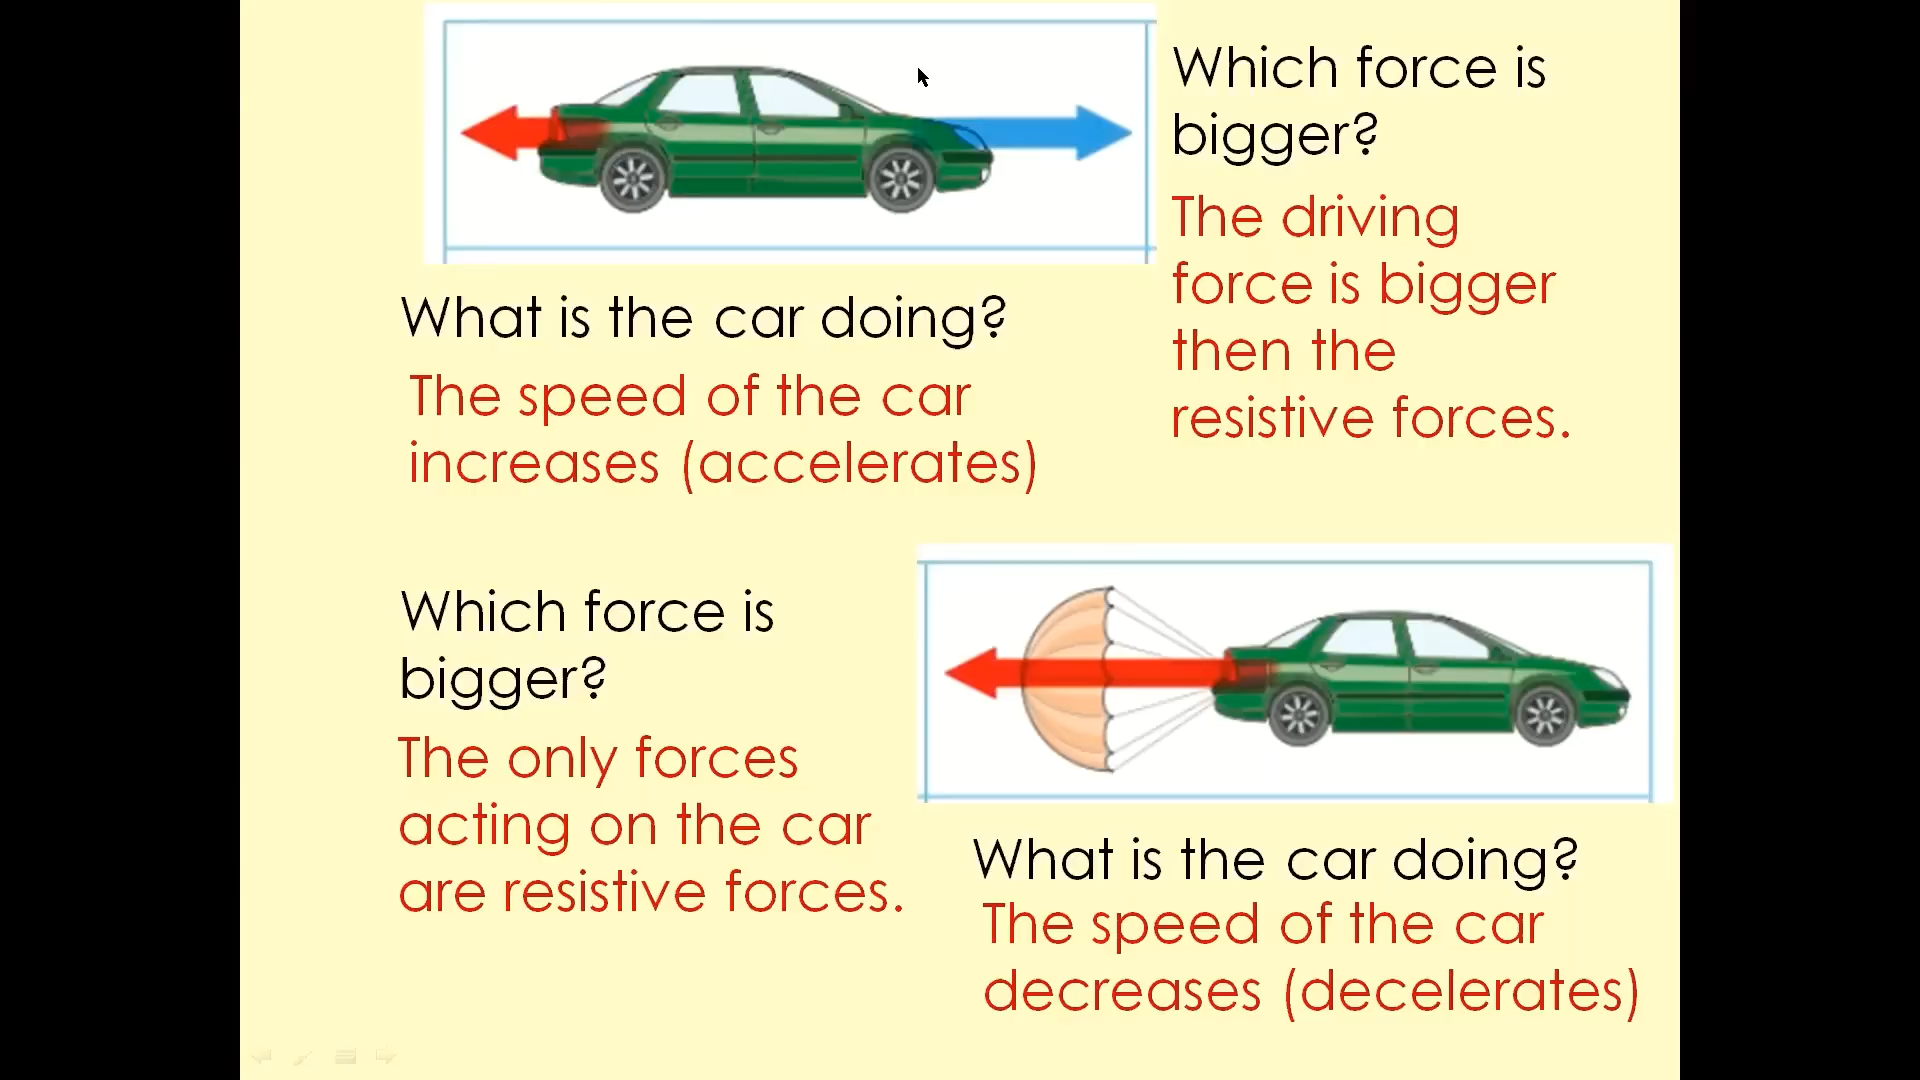 Which force is
bigger?
The driving
force is bigger
then the
resistive forces.
What is the car doing?
The speed of the car
increases (accelerates)
Which force is
bigger?
The only forces
acting on the car
are resistive forces.
What is the car doing?
The speed of the car
decreases (decelerates)